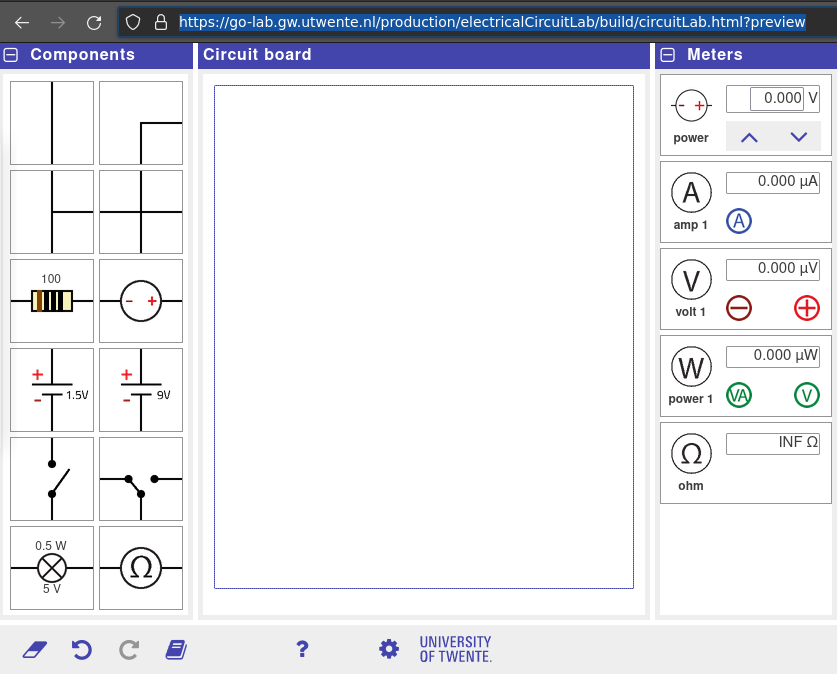 https://go-lab.gw.utwente.nl/production/electricalCircuitLab/build/circuitLab.html?preview
Components
Circuit board
Meters
100
- +
+
-
1.5V
+
-
9V
0.5 W
5 V
Ω
- +
power
0.000 V
A
amp 1
0.000 μA
A
V
volt 1
0.000 μV
W
power 1
0.000 μW
VA
V
Ω
ohm
INF Ω
?
UNIVERSITY
OF TWENTE.